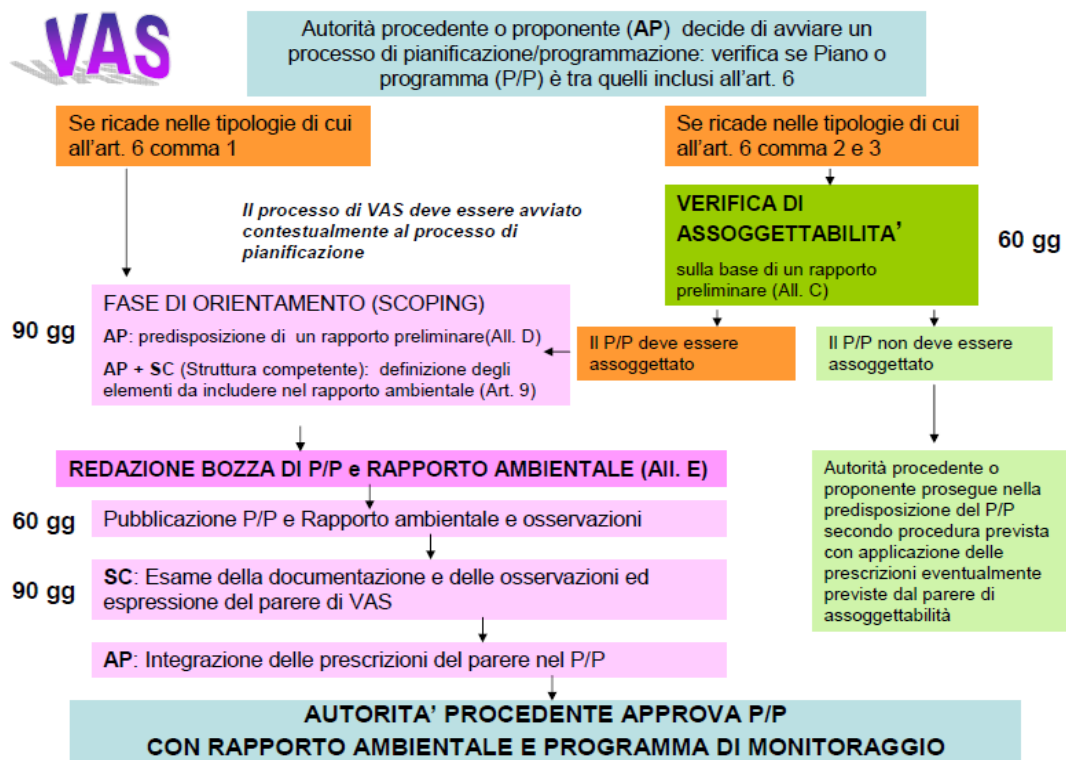 VAS
Autorità procedente o proponente (AP) decide di avviare un
processo di pianificazione/programmazione: verifica se Piano o
programma (P/P) è tra quelli inclusi all'art. 6
Se ricade nelle tipologie di cui
all'art. 6 comma 1
Se ricade nelle tipologie di cui
all'art. 6 comma 2 e 3
Il processo di VAS deve essere avviato
contestualmente al processo di
pianificazione
VERIFICA DI
ASSOGGETTABILITA'
sulla base di un rapporto
preliminare (All. C)
60 gg
90 gg
FASE DI ORIENTAMENTO (SCOPING)
AP: predisposizione di un rapporto preliminare(All. D)
AP + SC (Struttura competente): definizione degli
elementi da includere nel rapporto ambientale (Art. 9)
Il P/P deve essere
assoggettato
Il P/P non deve essere
assoggettato
REDAZIONE BOZZA DI P/P e RAPPORTO AMBIENTALE (All. E)
60 gg
Pubblicazione P/P e Rapporto ambientale e osservazioni
90 gg
SC: Esame della documentazione e delle osservazioni ed
espressione del parere di VAS
AP: Integrazione delle prescrizioni del parere nel P/P
Autorità procedente o
proponente prosegue nella
predisposizione del P/P
secondo procedura prevista
con applicazione delle
prescrizioni eventualmente
previste dal parere di
assoggettabilità
AUTORITA' PROCEDENTE APPROVA P/P
CON RAPPORTO AMBIENTALE E PROGRAMMA DI MONITORAGGIO